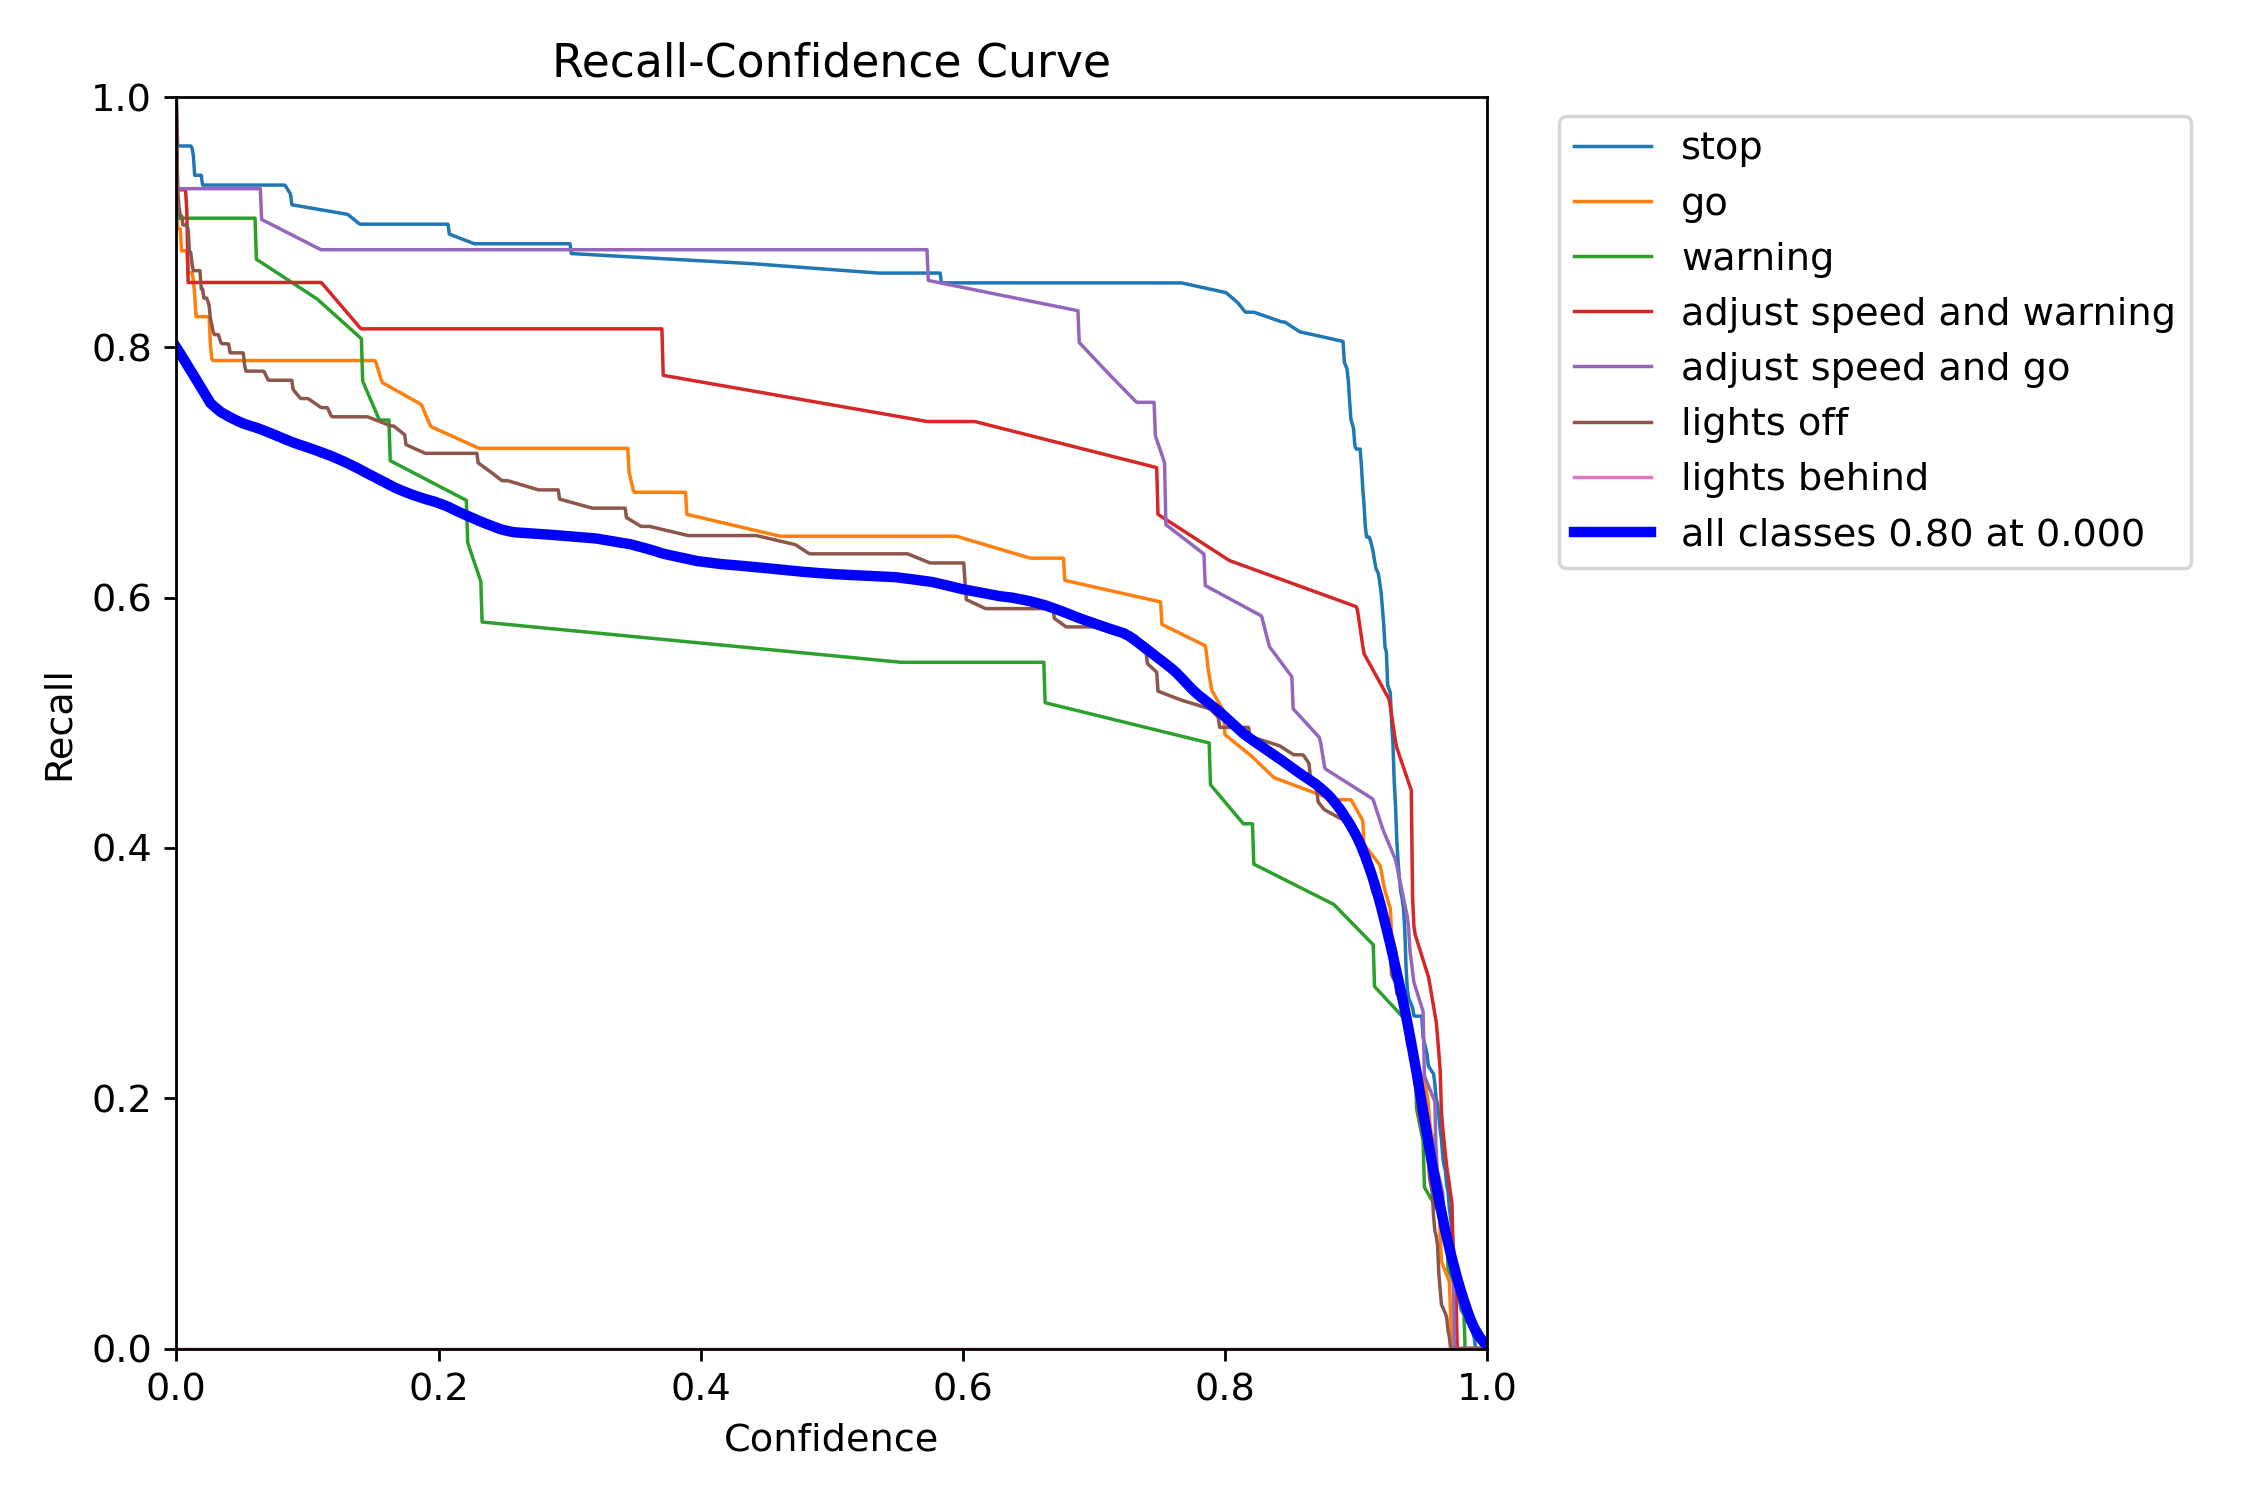 Recall-Confidence Curve
1.0
0.8
0.6
0.4
0.2
0.0
Recall
0.0 0.2 0.4 0.6 0.8 1.0
Confidence
stop
go
warning
adjust speed and warning
adjust speed and go
lights off
lights behind
all classes 0.80 at 0.000